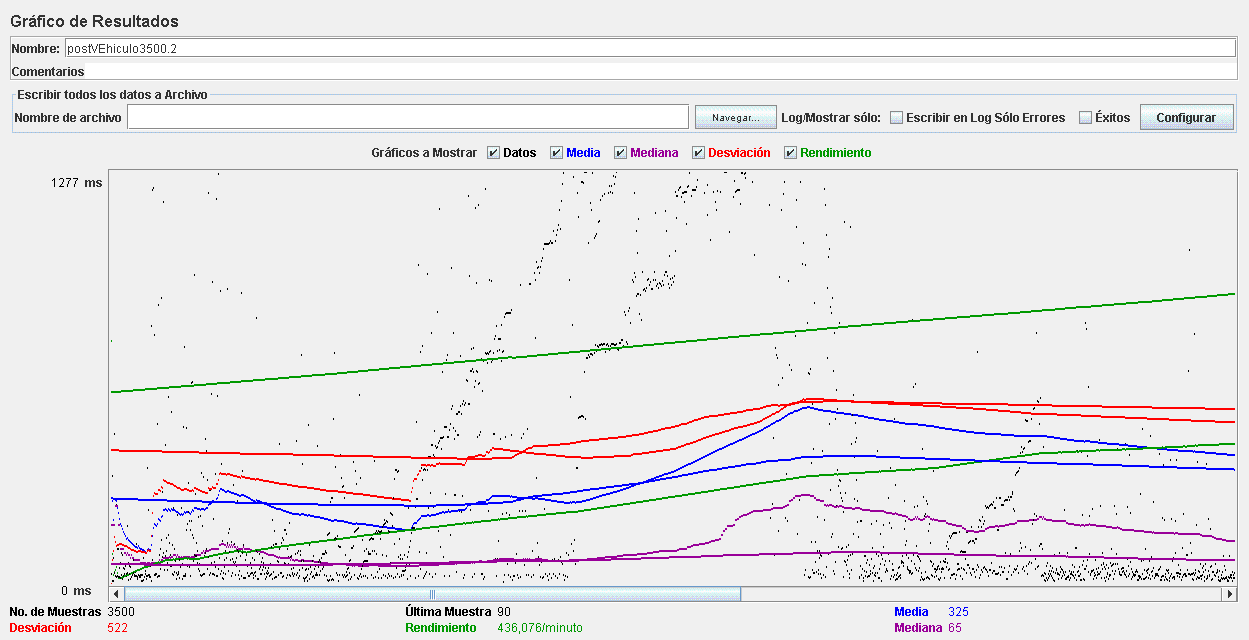 Gráfico de Resultados
Nombre: postVEhiculo3500.2
Comentarios
Escribir todos los datos a Archivo
Nombre de archivo Navegar... Log/Mostrar sólo: Escribir en Log Sólo Errores Éxitos Configurar
Gráficos a Mostrar Datos Media Mediana Desviación Rendimiento
1277 ms
0 ms
No. de Muestras 3500 Última Muestra 90 Media 325
Desviación 522 Rendimiento 436,076/minuto Mediana 65